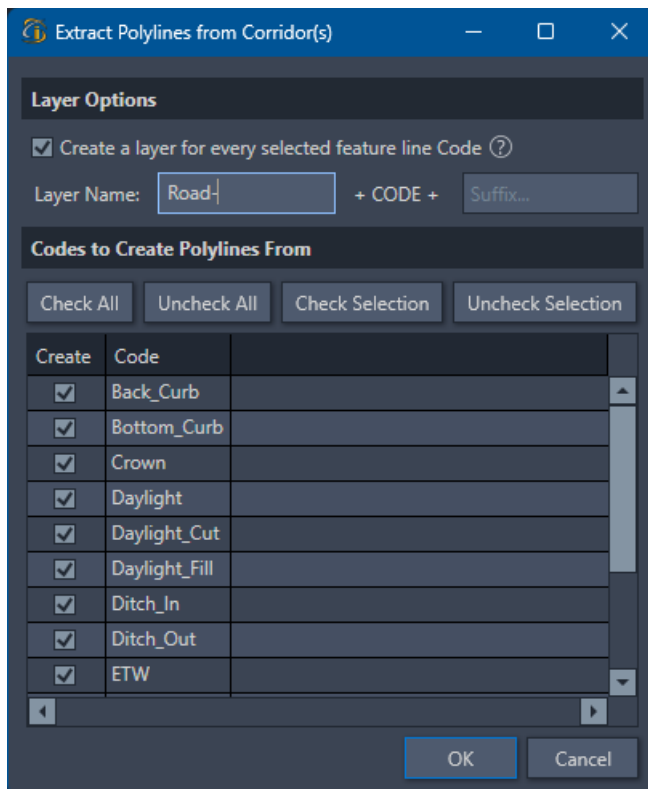 Extract Polylines from Corridor(s)
Layer Options
Create a layer for every selected feature line Code ?
Layer Name: Road- + CODE + Suffix...
Codes to Create Polylines From
Check All Uncheck All Check Selection Uncheck Selection
Create Code
Back_Curb
Bottom_Curb
Crown
Daylight
Daylight_Cut
Daylight_Fill
Ditch_In
Ditch_Out
ETW
OK Cancel